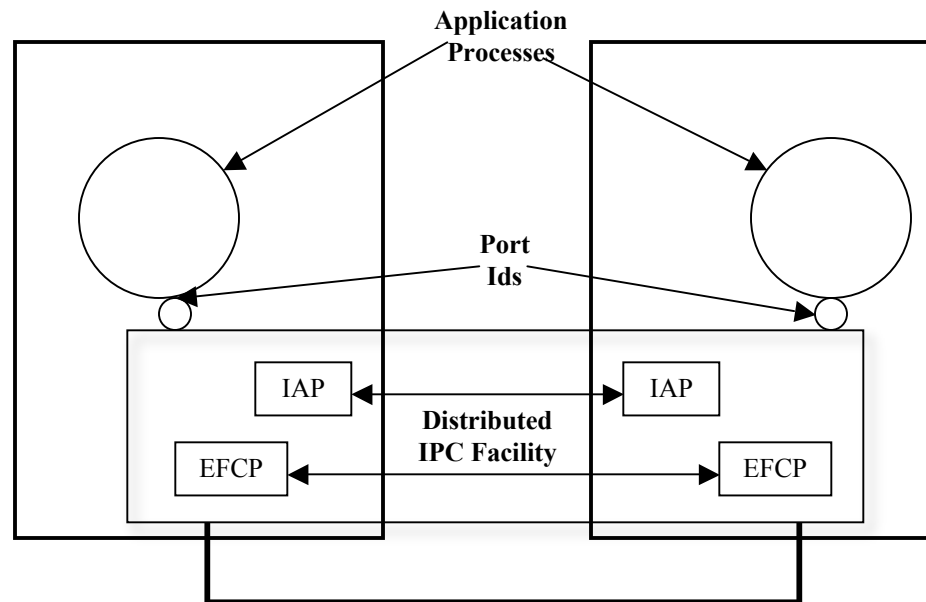 Application
Processes
Port
Ids
IAP
IAP
Distributed
IPC Facility
EFCP
EFCP